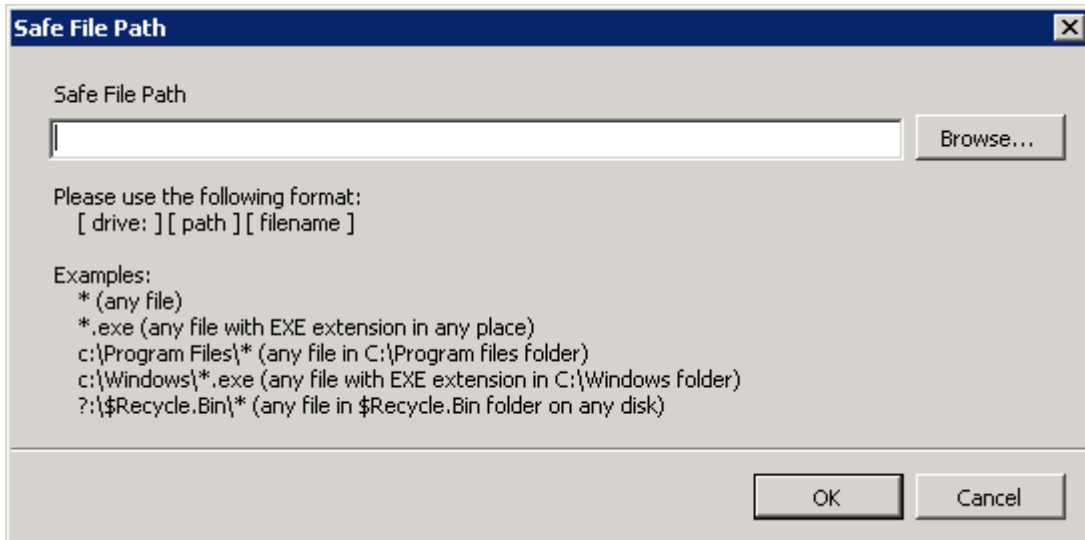 Safe File Path
Safe File Path
Browse...
Please use the following format:
[ drive: ] [ path ] [ filename ]
Examples:
* (any file)
*.exe (any file with EXE extension in any place)
c:\Program Files\* (any file in C:\Program files folder)
c:\Windows\*.exe (any file with EXE extension in C:\Windows folder)
?:\$Recycle.Bin\* (any file in $Recycle.Bin folder on any disk)
OK
Cancel